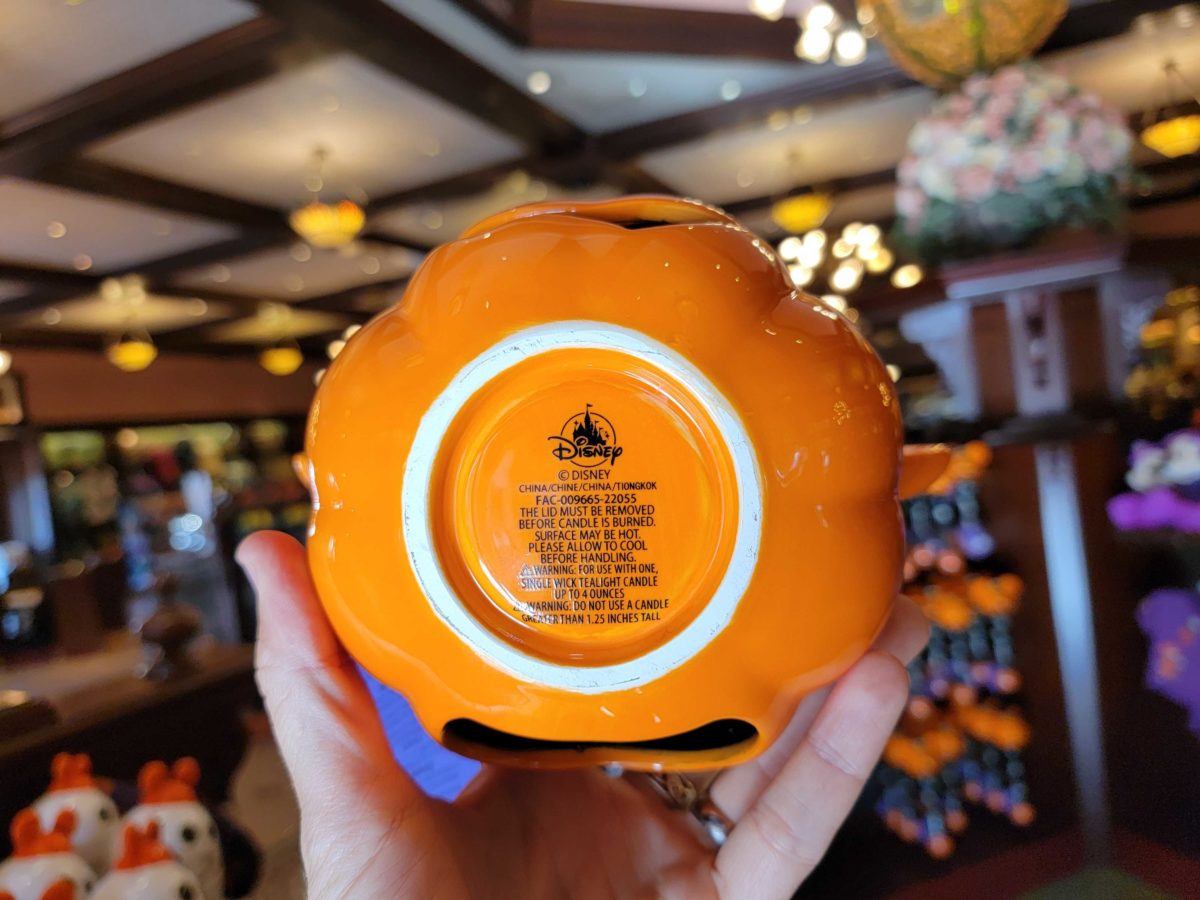 Disney
© DISNEY
CHINA/CHINE/CHINA/TIONGKOK
FAC-009665-22055
THE LID MUST BE REMOVED
BEFORE CANDLE IS BURNED.
SURFACE MAY BE HOT.
PLEASE ALLOW TO COOL
BEFORE HANDLING.
⚠WARNING: FOR USE WITH ONE,
SINGLE WICK TEALIGHT CANDLE
UP TO 4 OUNCES
⚠WARNING: DO NOT USE A CANDLE
GREATER THAN 1.25 INCHES TALL